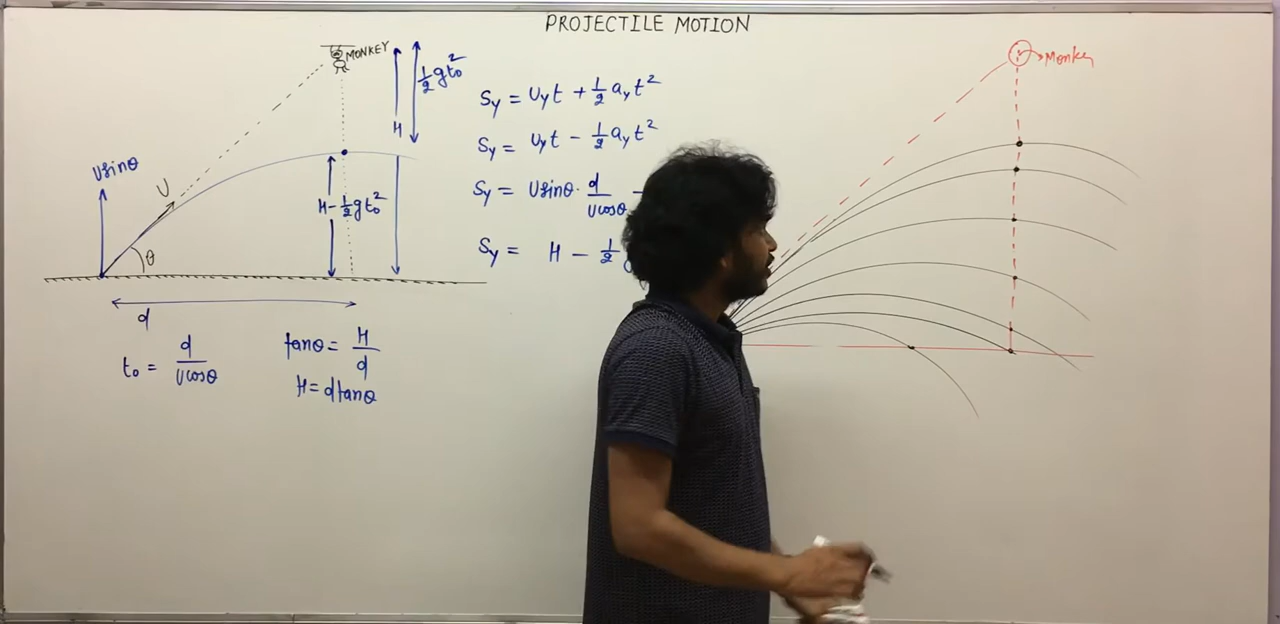 PROJECTILE MOTION
MONKEY
½gt₀²
H
Usinθ
U
θ
H-½gt₀²
d
t₀ = d/Ucosθ
tanθ = H/d
H = dtanθ
Sy = Uyt + ½ayt²
Sy = Uyt - ½ayt²
Sy = Usinθ · d/Ucosθ -
Sy = H - ½
Monkey